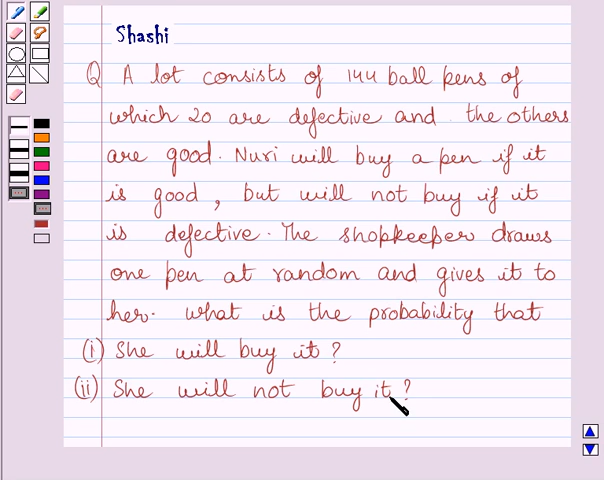 Shashi
Q A lot consists of 144 ball pens of
which 20 are defective and the others
are good. Nuri will buy a pen if it
is good, but will not buy if it
is defective. The shopkeeper draws
one pen at random and gives it to
her. what is the probability that
(i) She will buy it?
(ii) She will not buy it?